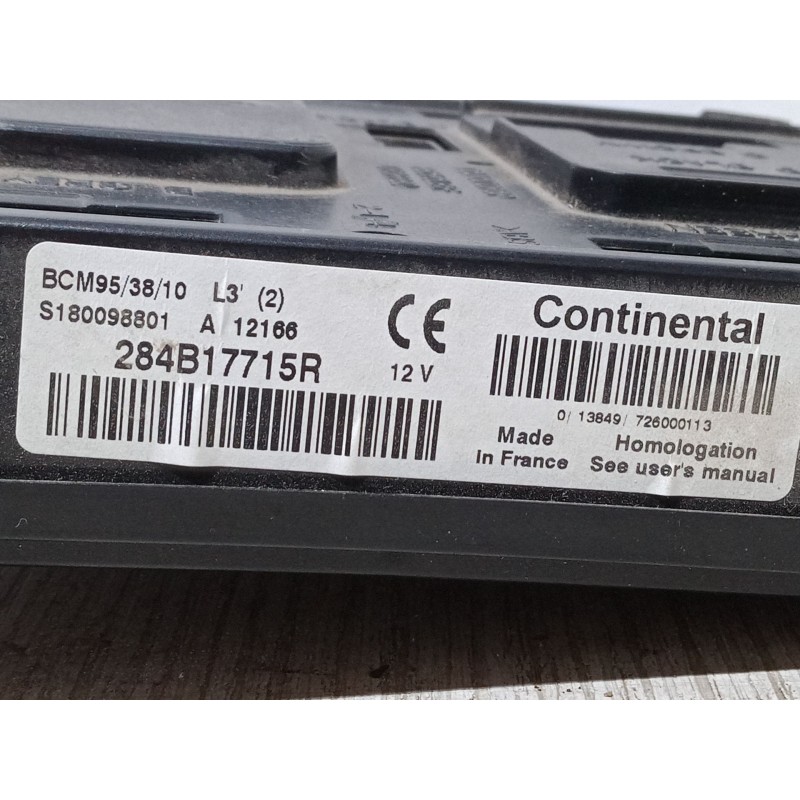 BCM95/38/10 L3' (2)
S180098801 A 12166
284B17715R
CE
12 V
Continental
0/ 13849/ 726000113
Made
In France
Homologation
See user's manual